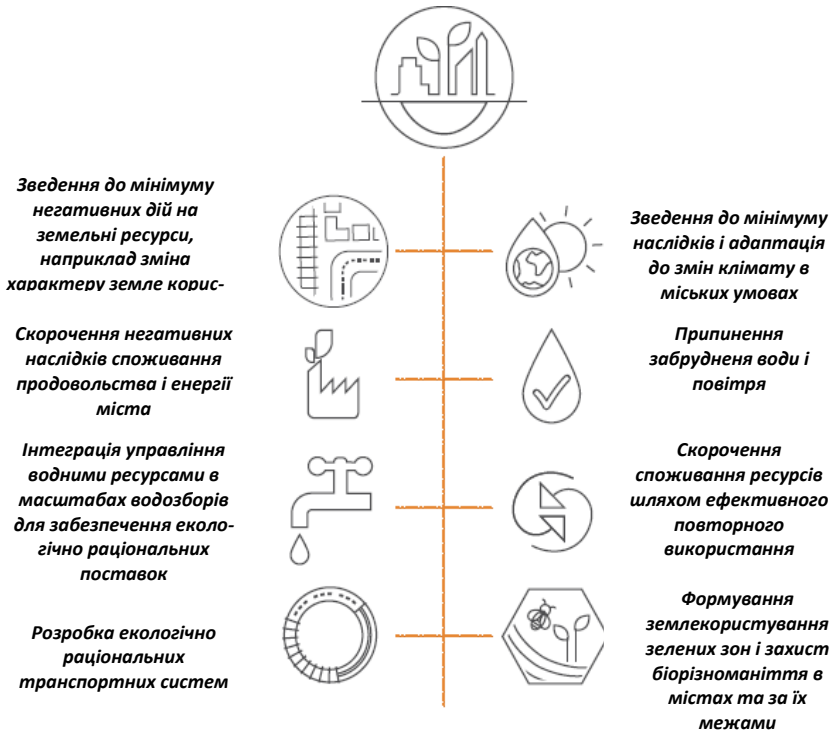 Зведення до мінімуму
негативних дій на
земельні ресурси,
наприклад зміна
характеру земле корис-
Зведення до мінімуму
наслідків і адаптація
до змін клімату в
міських умовах
Скорочення негативних
наслідків споживання
продовольства і енергії
міста
Припинення
забрудненя води і
повітря
Інтеграція управління
водними ресурсами в
масштабах водозборів
для забезпечення еколо-
гічно раціональних
поставок
Скорочення
споживання ресурсів
шляхом ефективного
повторного
використання
Розробка екологічно
раціональних
транспортних систем
Формування
землекористування
зелених зон і захист
біорізноманіття в
містах та за їх
межами